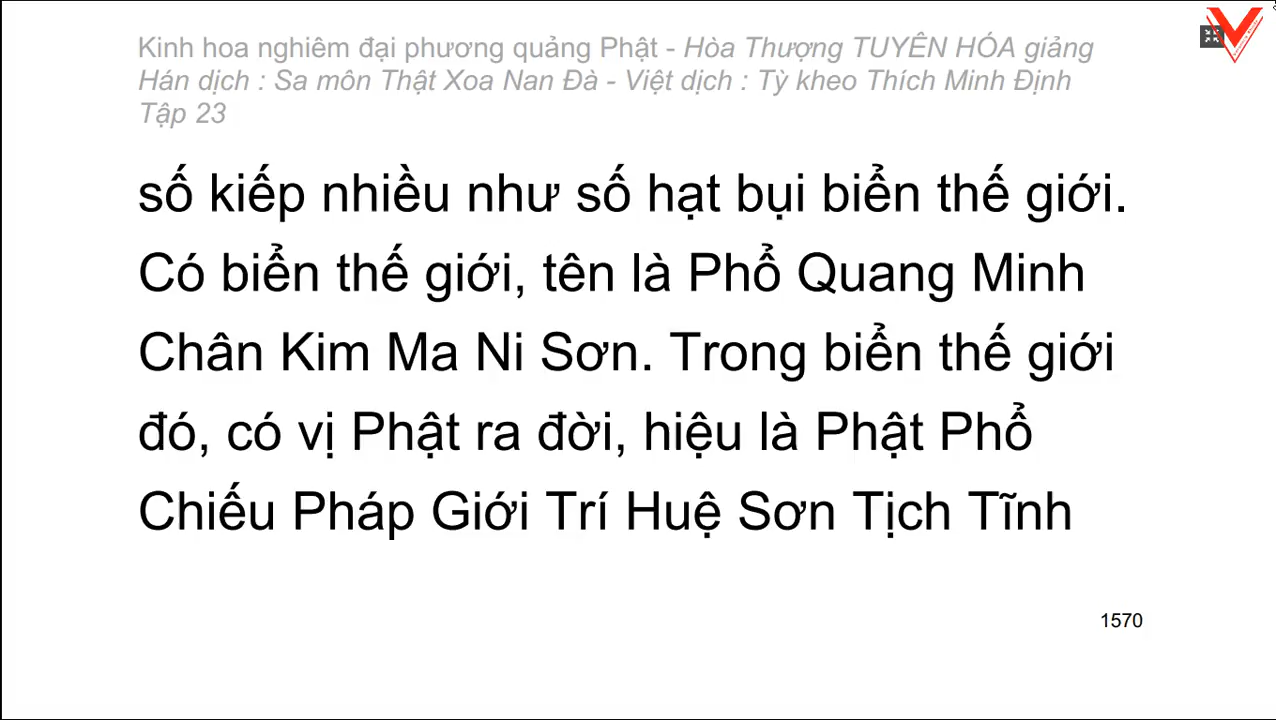 Kinh hoa nghiêm đại phương quảng Phật - Hòa Thượng TUYÊN HÓA giảng
Hán dịch : Sa môn Thật Xoa Nan Đà - Việt dịch : Tỳ kheo Thích Minh Định
Tập 23
số kiếp nhiều như số hạt bụi biển thế giới.
Có biển thế giới, tên là Phổ Quang Minh
Chân Kim Ma Ni Sơn. Trong biển thế giới
đó, có vị Phật ra đời, hiệu là Phật Phổ
Chiếu Pháp Giới Trí Huệ Sơn Tịch Tĩnh
1570